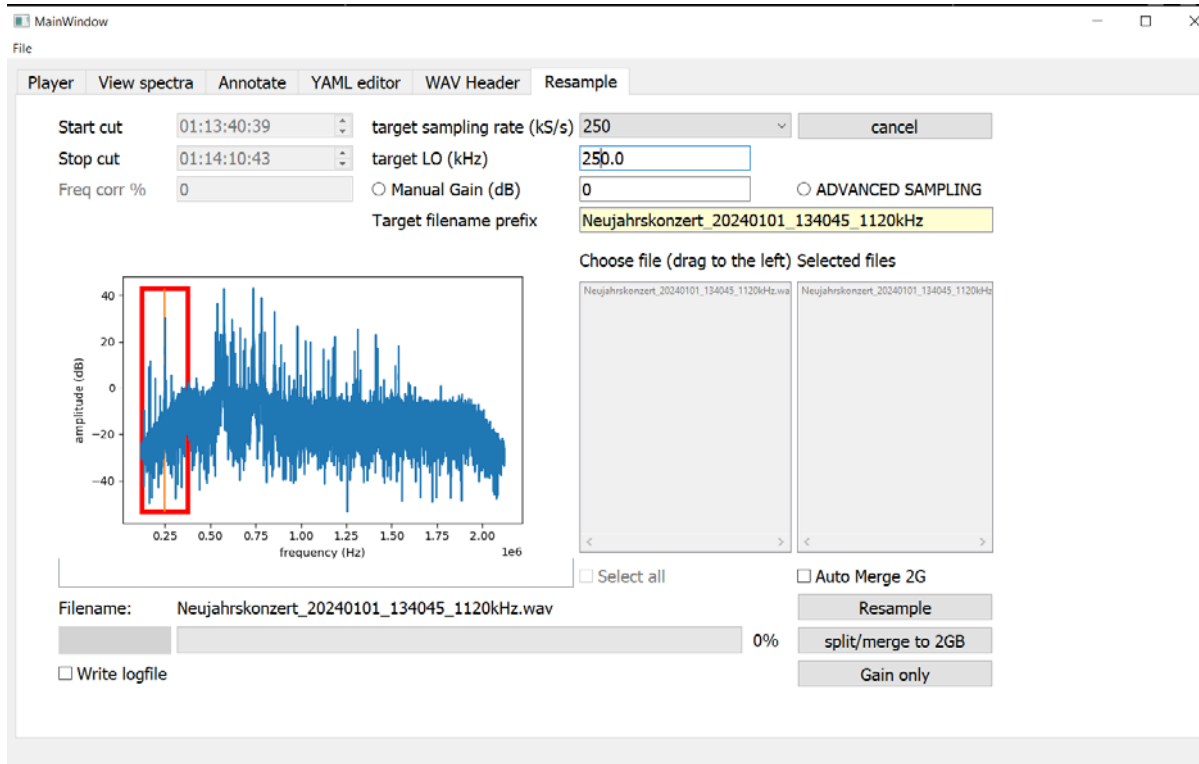 MainWindow
File
Player View spectra Annotate YAML editor WAV Header Resample
Start cut 01:13:40:39 target sampling rate (kS/s) 250 cancel
Stop cut 01:14:10:43 target LO (kHz) 250.0
Freq corr % 0 Manual Gain (dB) 0 ADVANCED SAMPLING
Target filename prefix Neujahrskonzert_20240101_134045_1120kHz
Choose file (drag to the left) Selected files
Neujahrskonzert_20240101_134045_1120kHz.wa Neujahrskonzert_20240101_134045_1120kHz
40
20
0
−20
−40
amplitude (dB)
0.25 0.50 0.75 1.00 1.25 1.50 1.75 2.00
frequency (Hz) 1e6
Select all Auto Merge 2G
Filename: Neujahrskonzert_20240101_134045_1120kHz.wav Resample
0% split/merge to 2GB
Write logfile Gain only